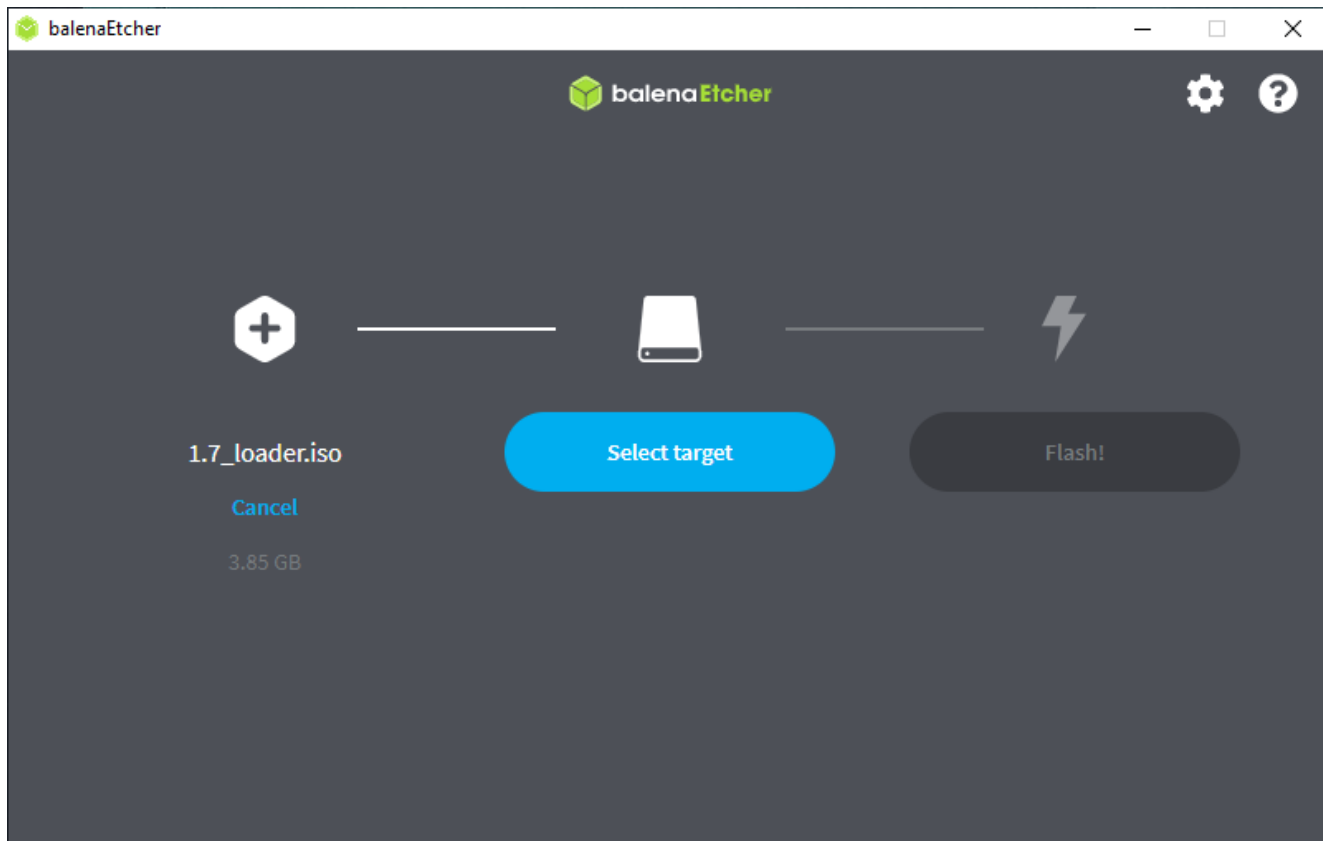 balenaEtcher
balenaEtcher
1.7_loader.iso
Select target
Flash!
Cancel
3.85 GB